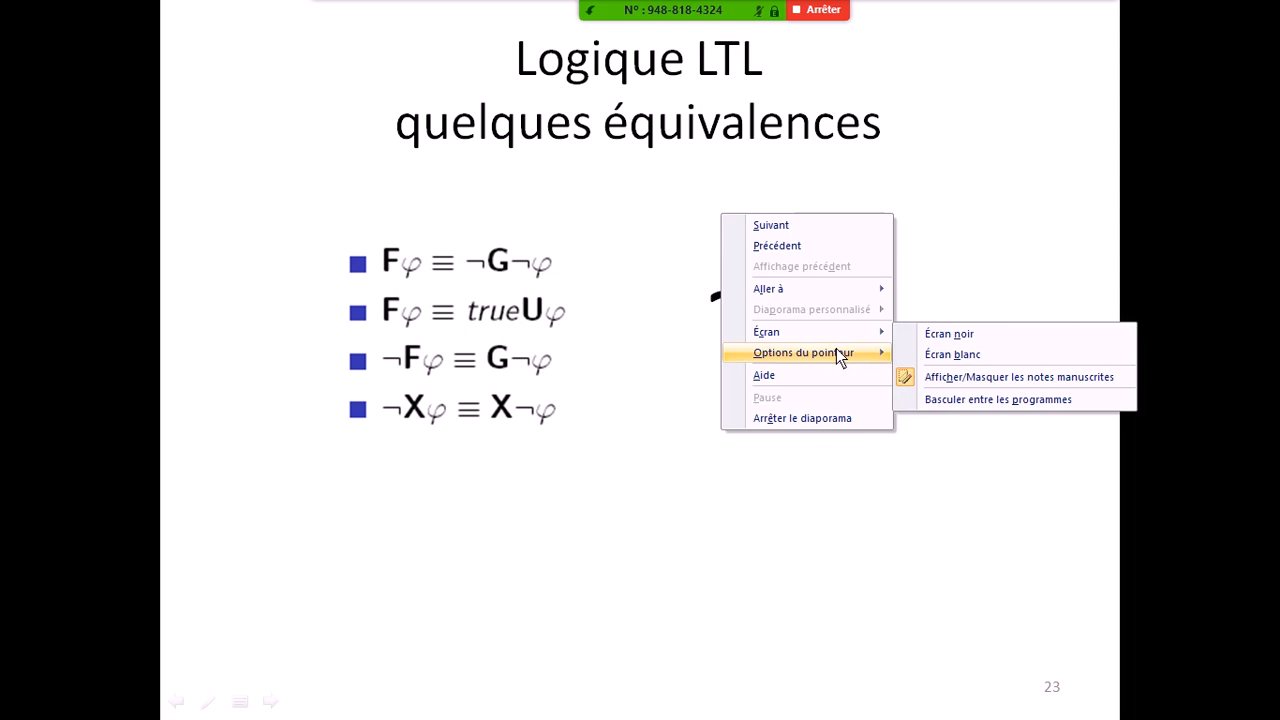 N° : 948-818-4324 Arrêter
Logique LTL
quelques équivalences
Fφ ≡ ¬G¬φ
Fφ ≡ trueUφ
¬Fφ ≡ G¬φ
¬Xφ ≡ X¬φ
Suivant
Précédent
Affichage précédent
Aller à
Diaporama personnalisé
Écran
Options du pointeur
Aide
Pause
Arrêter le diaporama
Écran noir
Écran blanc
Afficher/Masquer les notes manuscrites
Basculer entre les programmes
23